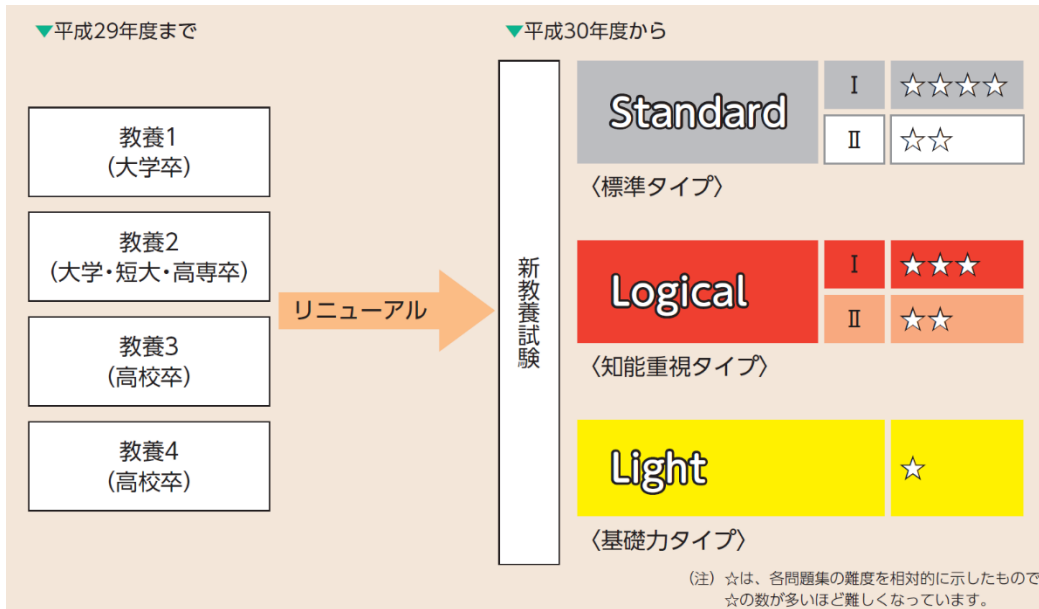 ▼平成29年度まで
教養1
(大学卒)
教養2
(大学・短大・高専卒)
教養3
(高校卒)
教養4
(高校卒)
リニューアル
▼平成30年度から
新教養試験
Standard
Ⅰ ☆☆☆☆
Ⅱ ☆☆
〈標準タイプ〉
Logical
Ⅰ ★★★
Ⅱ ☆☆
〈知能重視タイプ〉
Light
☆
〈基礎力タイプ〉
(注) ☆は、各問題集の難度を相対的に示したもので
☆の数が多いほど難しくなっています。